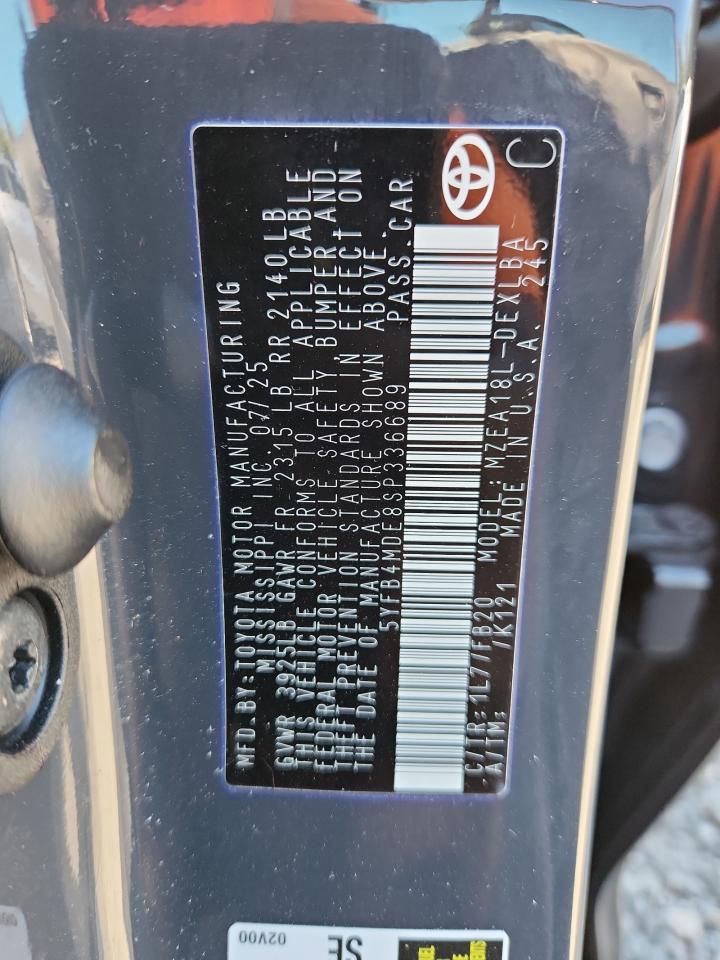 MFD.BY:TOYOTA MOTOR MANUFACTURING
MISSISSIPPI INC. 07/25
GVWR 3925LB GAWR FR 2315 LB RR 2140LB
THIS VEHICLE CONFORMS TO ALL APPLICABLE
FEDERAL MOTOR VEHICLE SAFETY, BUMPER AND
THEFT PREVENTION STANDARDS IN EFFECT ON
THE DATE OF MANUFACTURE SHOWN ABOVE.
5YFB4MDE8SP336689 PASS.CAR
C/TR: 1L7/FB20 MODEL: MZEA18L-DEXLBA
A/TM: /K121 MADE IN U.S.A. 245
C
02V00
SE